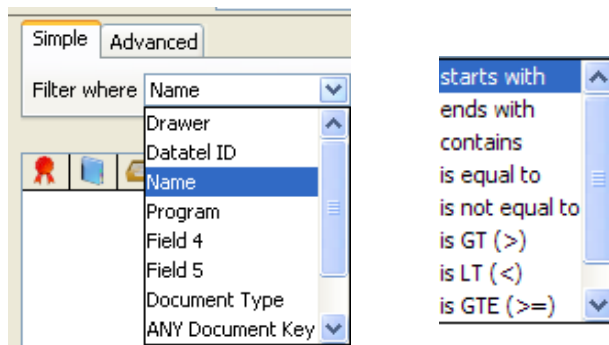 Simple Advanced
Filter where Name
Drawer
Datatel ID
Name
Program
Field 4
Field 5
Document Type
ANY Document Key
starts with
ends with
contains
is equal to
is not equal to
is GT (>)
is LT (<)
is GTE (>=)